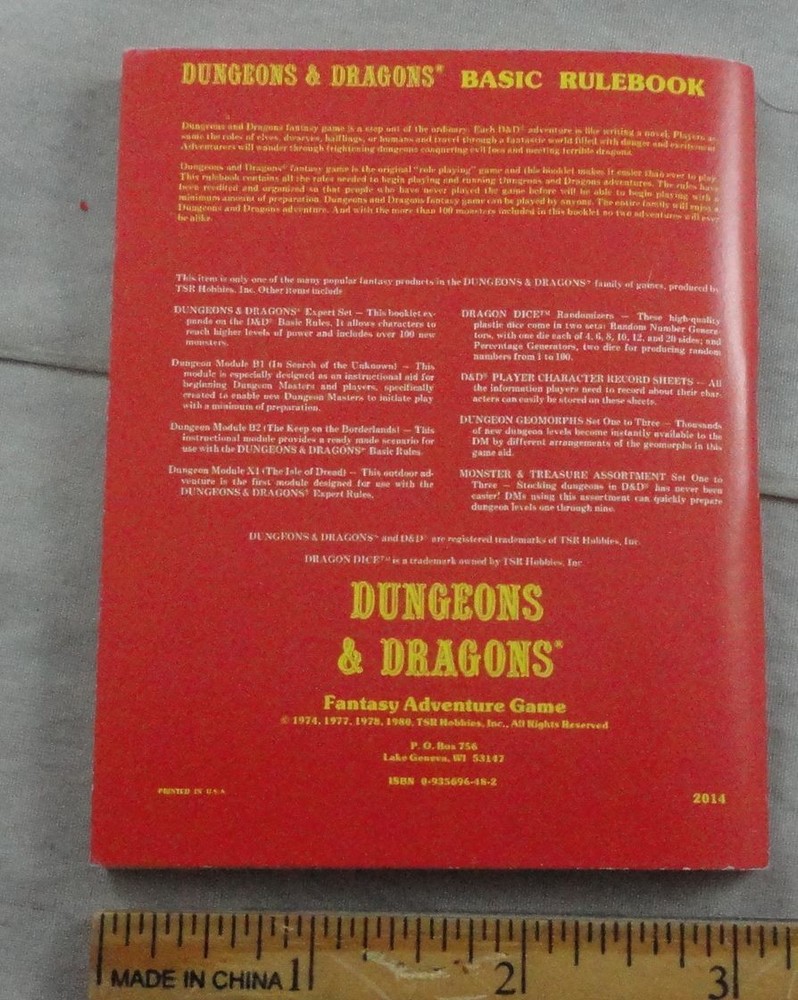 DUNGEONS & DRAGONS® BASIC RULEBOOK
Dungeons and Dragons fantasy game is a step out of the ordinary. Each D&D® adventure is like writing a novel. Players as-
sume the roles of elves, dwarves, halflings, or humans and travel through a fantastic world filled with danger and excitement
Adventurers will wander through frightening dungeons conquering evil foes and meeting terrible dragons.
Dungeons and Dragons® fantasy game is the original "role playing" game and this booklet makes it easier than ever to play
This rulebook contains all the rules needed to begin playing and running Dungeons and Dragons adventures. The rules have
been reedited and organized so that people who have never played the game before will be able to begin playing with a
minimum amount of preparation. Dungeons and Dragons fantasy game can be played by anyone. The entire family will enjoy a
Dungeons and Dragons adventure. And with the more than 100 monsters included in this booklet no two adventures will ever
be alike.
This item is only one of the many popular fantasy products in the DUNGEONS & DRAGONS® family of games, produced by
TSR Hobbies, Inc. Other items include
DUNGEONS & DRAGONS® Expert Set — This booklet ex-
pands on the D&D® Basic Rules. It allows characters to
reach higher levels of power and includes over 100 new
monsters.
Dungeon Module B1 (In Search of the Unknown) — This
module is especially designed as an instructional aid for
beginning Dungeon Masters and players, specifically
created to enable new Dungeon Masters to initiate play
with a minimum of preparation.
Dungeon Module B2 (The Keep on the Borderlands) — This
instructional module provides a ready made scenario for
use with the DUNGEONS & DRAGONS® Basic Rules
Dungeon Module X1 (The Isle of Dread) — This outdoor ad-
venture is the first module designed for use with the
DUNGEONS & DRAGONS® Expert Rules.
DRAGON DICE™ Randomizers — These high-quality
plastic dice come in two sets: Random Number Genera-
tors, with one die each of 4, 6, 8, 10, 12, and 20 sides; and
Percentage Generators, two dice for producing random
numbers from 1 to 100.
D&D® PLAYER CHARACTER RECORD SHEETS — All
the information players need to record about their char-
acters can easily be stored on these sheets.
DUNGEON GEOMORPHS Set One to Three — Thousands
of new dungeon levels become instantly available to the
DM by different arrangements of the geomorphs in this
game aid.
MONSTER & TREASURE ASSORTMENT Set One to
Three — Stocking dungeons in D&D® has never been
easier! DMs using this assortment can quickly prepare
dungeon levels one through nine.
DUNGEONS & DRAGONS® and D&D® are registered trademarks of TSR Hobbies, Inc.
DRAGON DICE™ is a trademark owned by TSR Hobbies, Inc
DUNGEONS
& DRAGONS®
Fantasy Adventure Game
© 1974, 1977, 1978, 1980, TSR Hobbies, Inc., All Rights Reserved
P. O. Box 756
Lake Geneva, WI 53147
ISBN 0-935696-48-2
PRINTED IN U.S.A.
2014
MADE IN CHINA 1 2 3